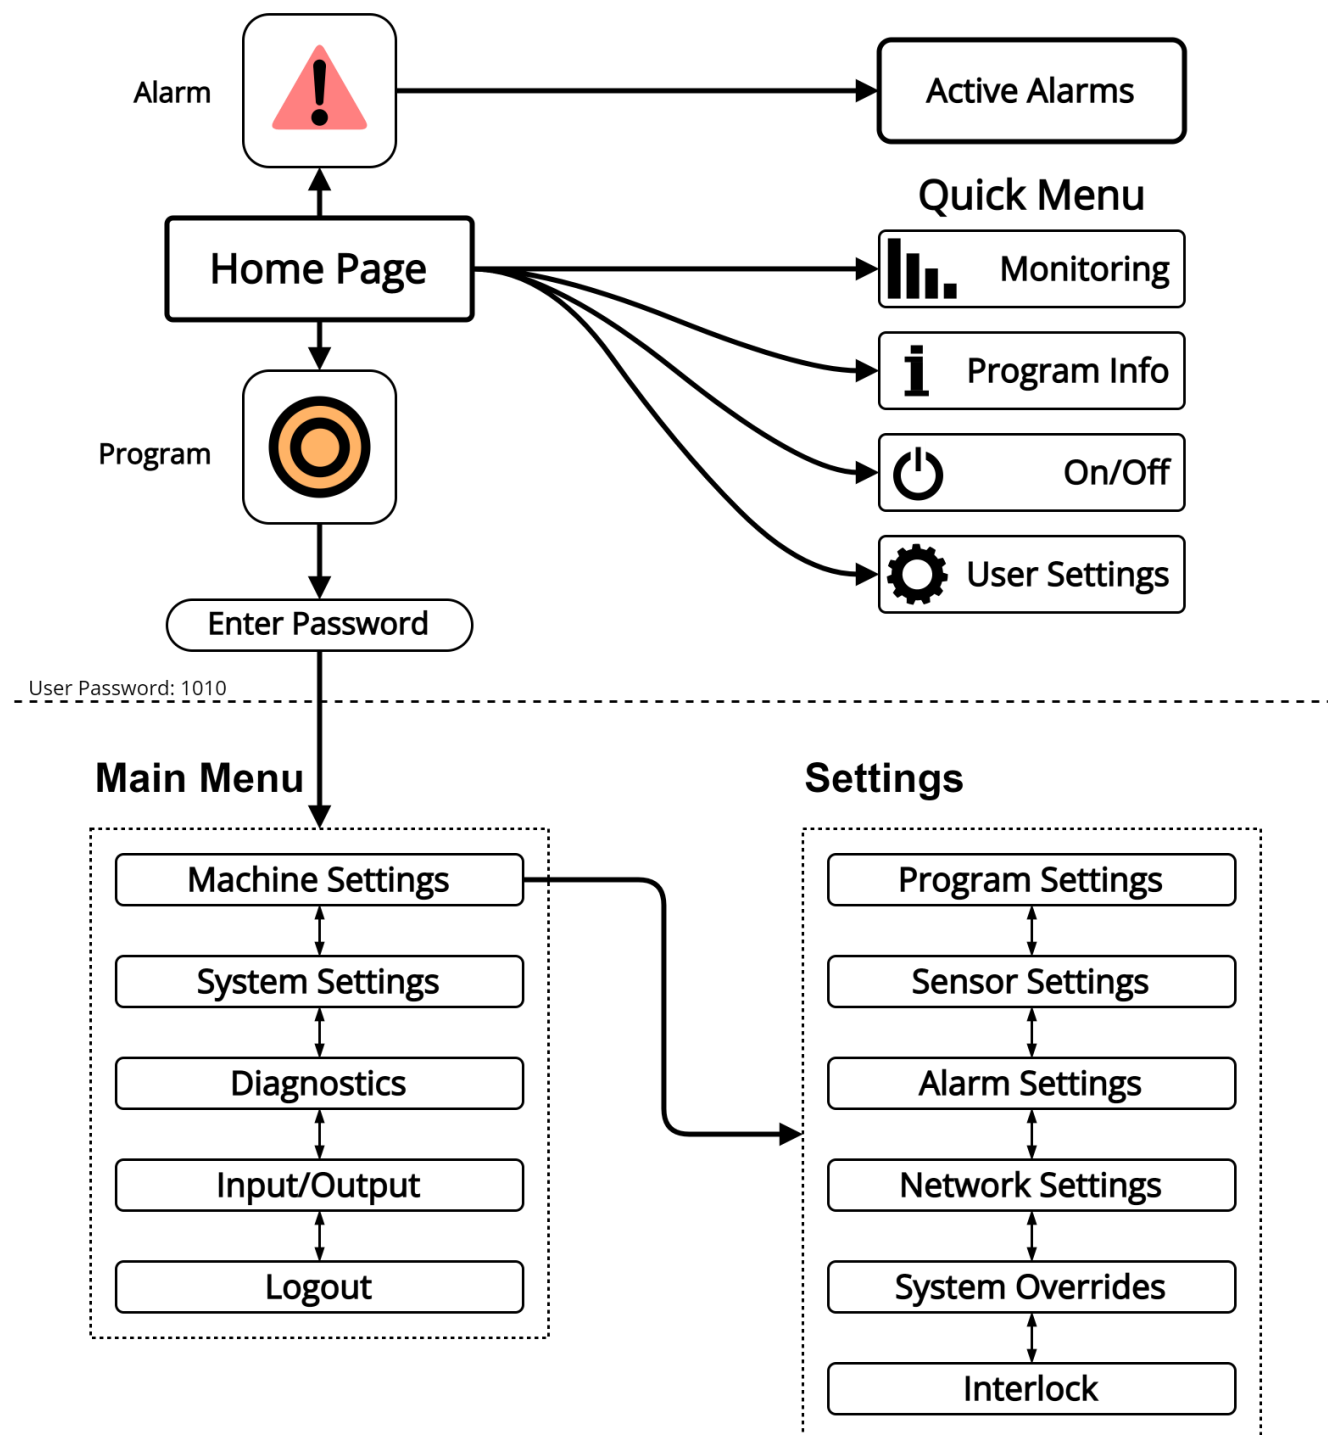 Alarm
Active Alarms
Quick Menu
Home Page
Monitoring
Program Info
Program
On/Off
User Settings
Enter Password
User Password: 1010
Main Menu
Machine Settings
System Settings
Diagnostics
Input/Output
Logout
Settings
Program Settings
Sensor Settings
Alarm Settings
Network Settings
System Overrides
Interlock